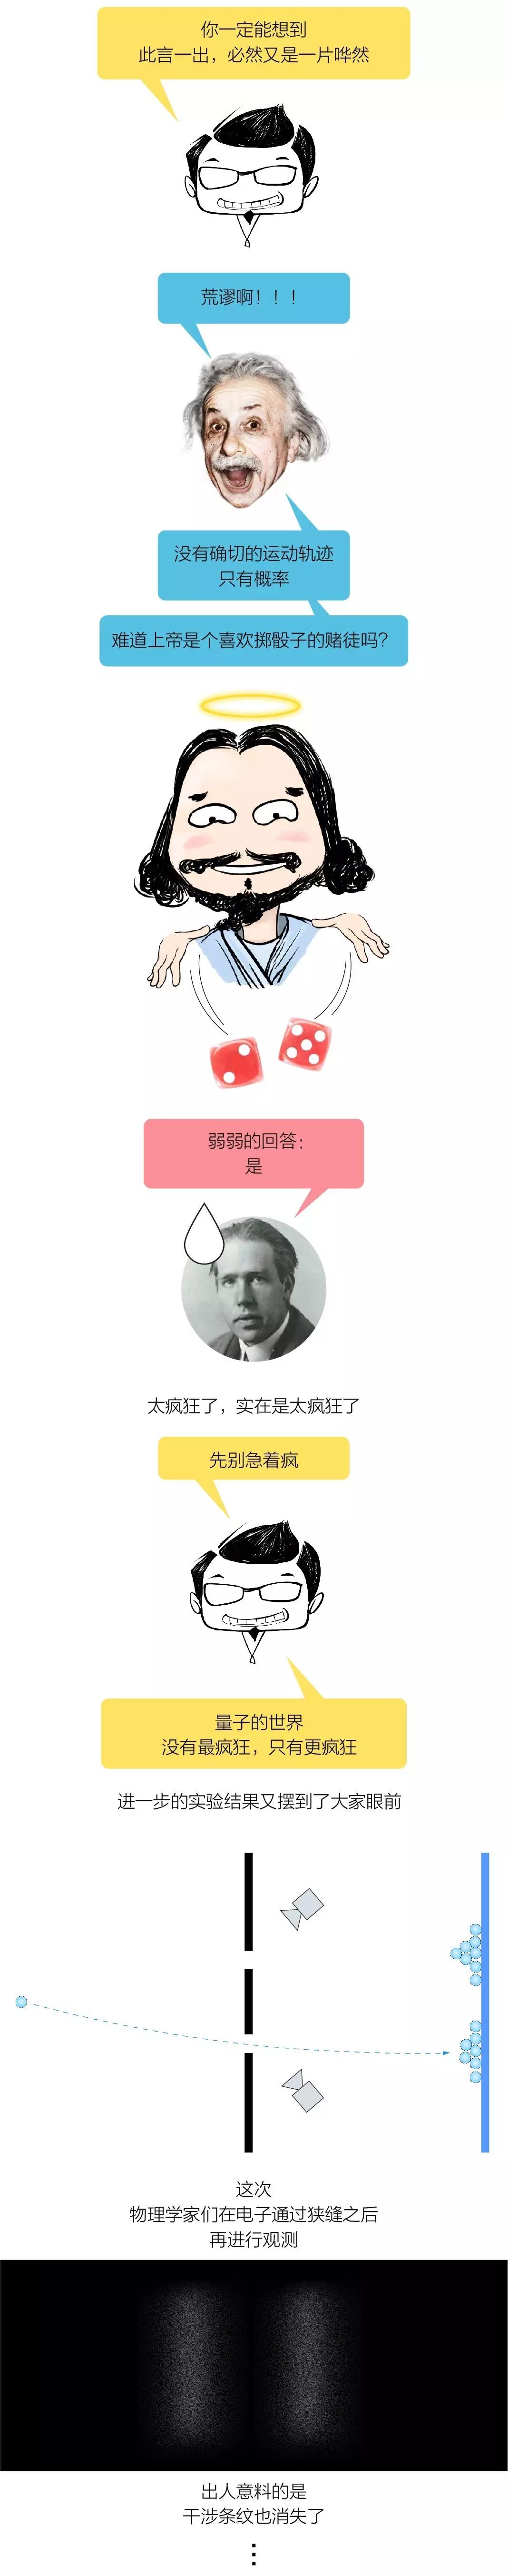 你一定能想到
此言一出，必然又是一片哗然
荒谬啊！！！
没有确切的运动轨迹
只有概率
难道上帝是个喜欢掷骰子的赌徒吗？
弱弱的回答：
是
太疯狂了，实在是太疯狂了
先别急着疯
量子的世界
没有最疯狂，只有更疯狂
进一步的实验结果又摆到了大家眼前
这次
物理学家们在电子通过狭缝之后
再进行观测
出人意料的是
干涉条纹也消失了
⋮